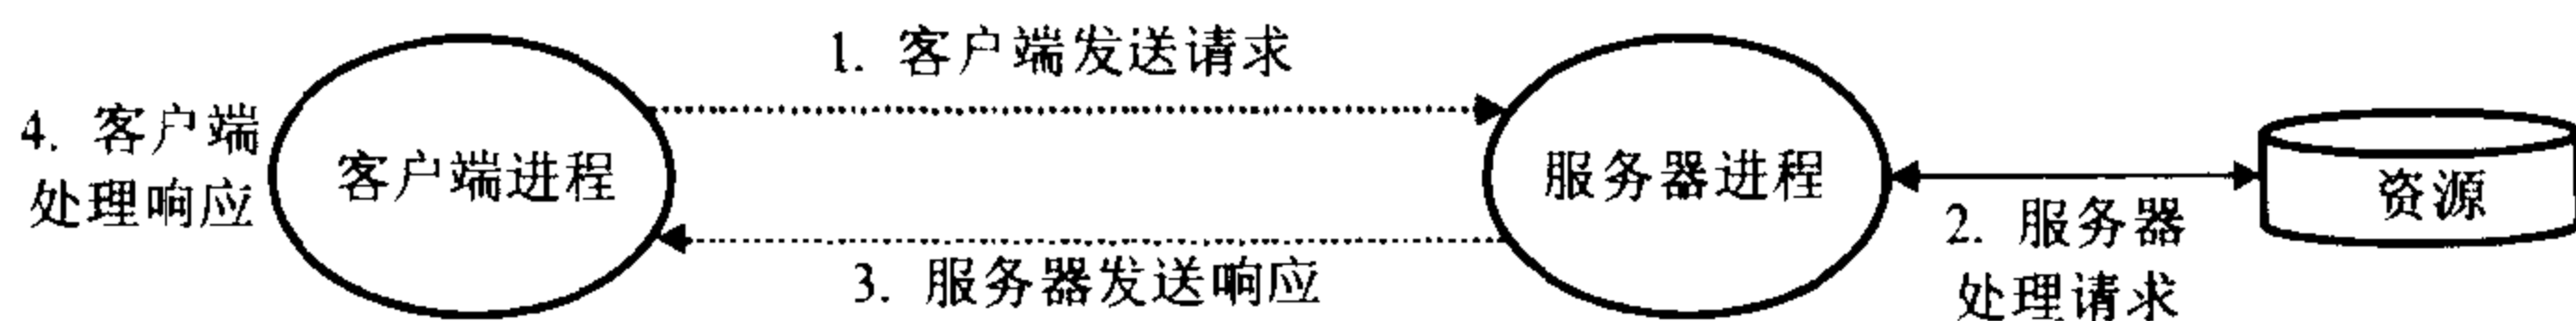 1. 客户端发送请求
4. 客户端
处理响应
客户端进程
服务器进程
资源
2. 服务器
处理请求
3. 服务器发送响应